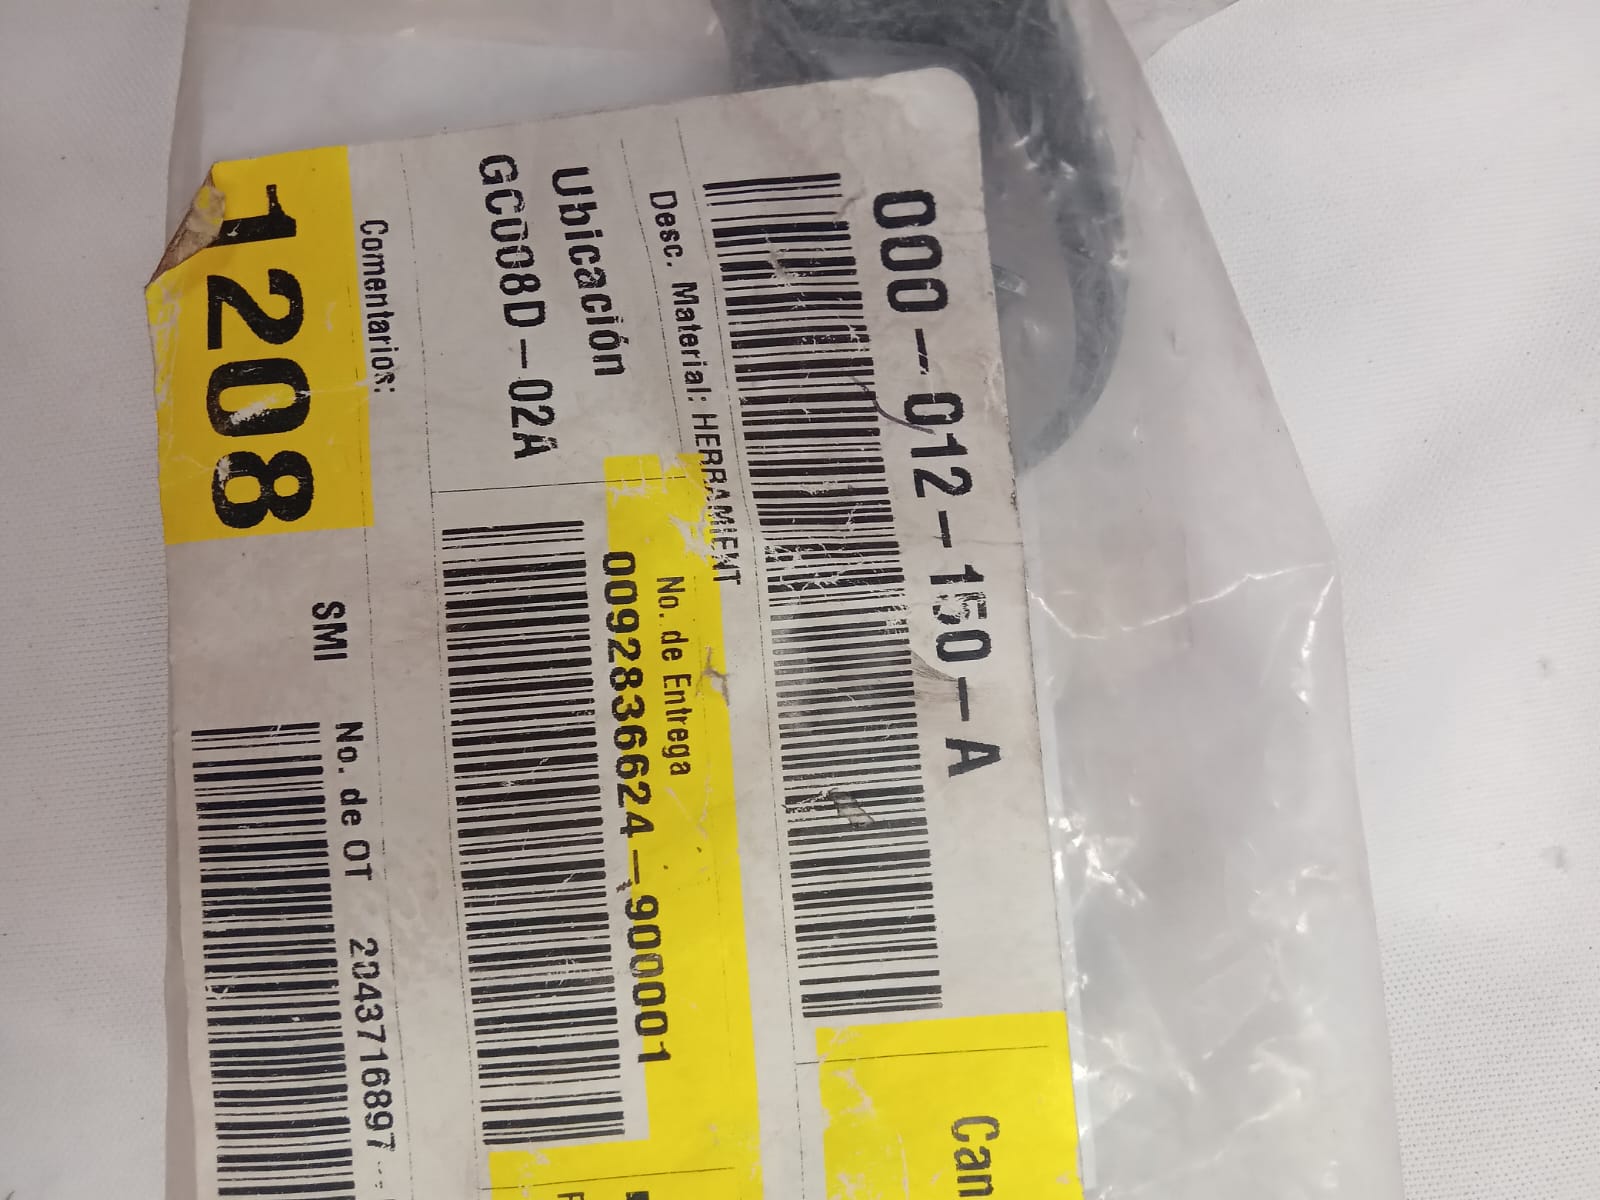 000-012-150-A
Can
Desc. Material: HERRAMIENT
No. de Entrega
0092836624-900001
Ubicación
GC008D-02A
Comentarios:
No. de OT 2043716897-
SMI
1208